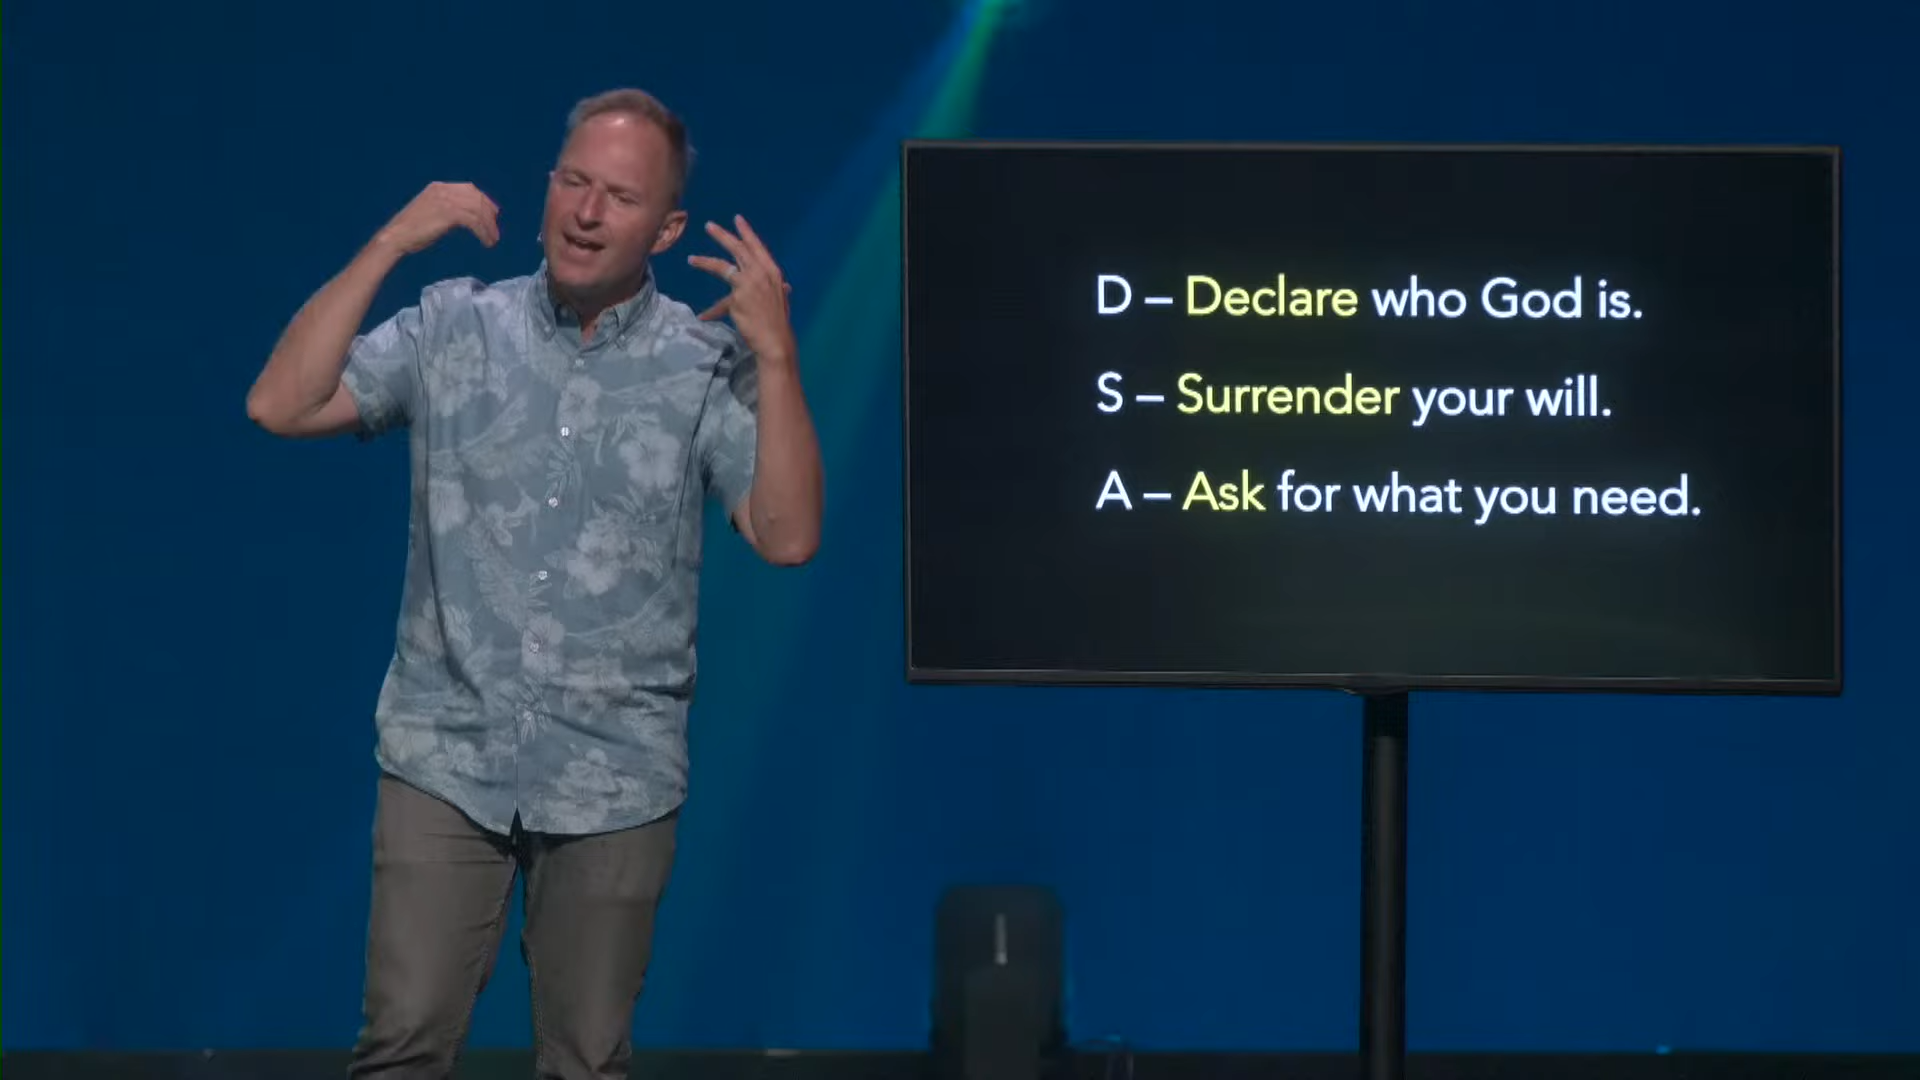 D – Declare who God is.
S – Surrender your will.
A – Ask for what you need.